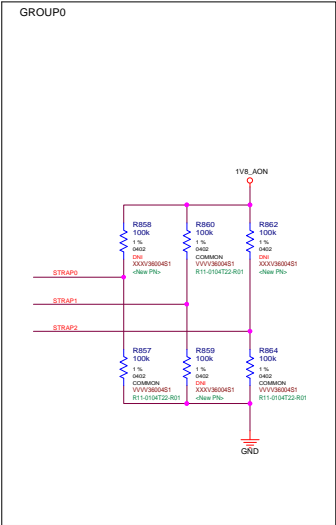 GROUP0
1V8_AON
R858
100k
1 %
0402
DNI
XXXV36004S1
<New PN>
R860
100k
1 %
0402
COMMON
VVVV36004S1
R11-0104T22-R01
R862
100k
1 %
0402
DNI
XXXV36004S1
<New PN>
STRAP0
STRAP1
STRAP2
R857
100k
1 %
0402
COMMON
VVVV36004S1
R11-0104T22-R01
R859
100k
1 %
0402
DNI
XXXV36004S1
<New PN>
R864
100k
1 %
0402
COMMON
VVVV36004S1
R11-0104T22-R01
GND